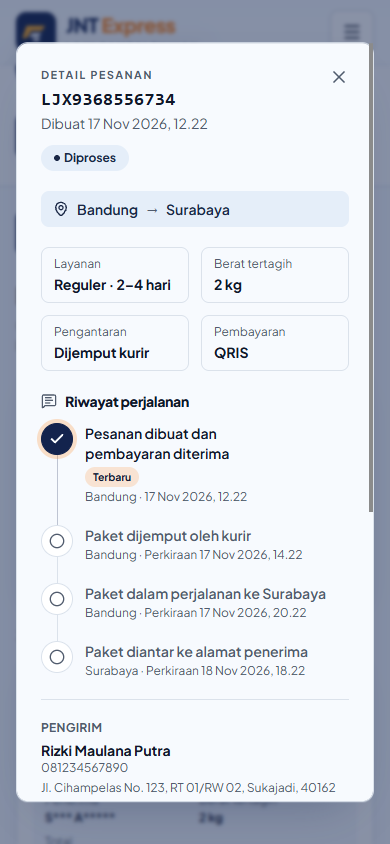 JNT Express
DETAIL PESANAN
LJX9368556734
Dibuat 17 Nov 2026, 12.22
Diproses
Bandung → Surabaya
Layanan
Reguler · 2–4 hari
Berat tertagih
2 kg
Pengantaran
Dijemput kurir
Pembayaran
QRIS
Riwayat perjalanan
Pesanan dibuat dan
pembayaran diterima
Terbaru
Bandung · 17 Nov 2026, 12.22
Paket dijemput oleh kurir
Bandung · Perkiraan 17 Nov 2026, 14.22
Paket dalam perjalanan ke Surabaya
Bandung · Perkiraan 17 Nov 2026, 20.22
Paket diantar ke alamat penerima
Surabaya · Perkiraan 18 Nov 2026, 18.22
PENGIRIM
Rizki Maulana Putra
081234567890
Jl. Cihampelas No. 123, RT 01/RW 02, Sukajadi, 40162
S*** A*****
2 kg
Total